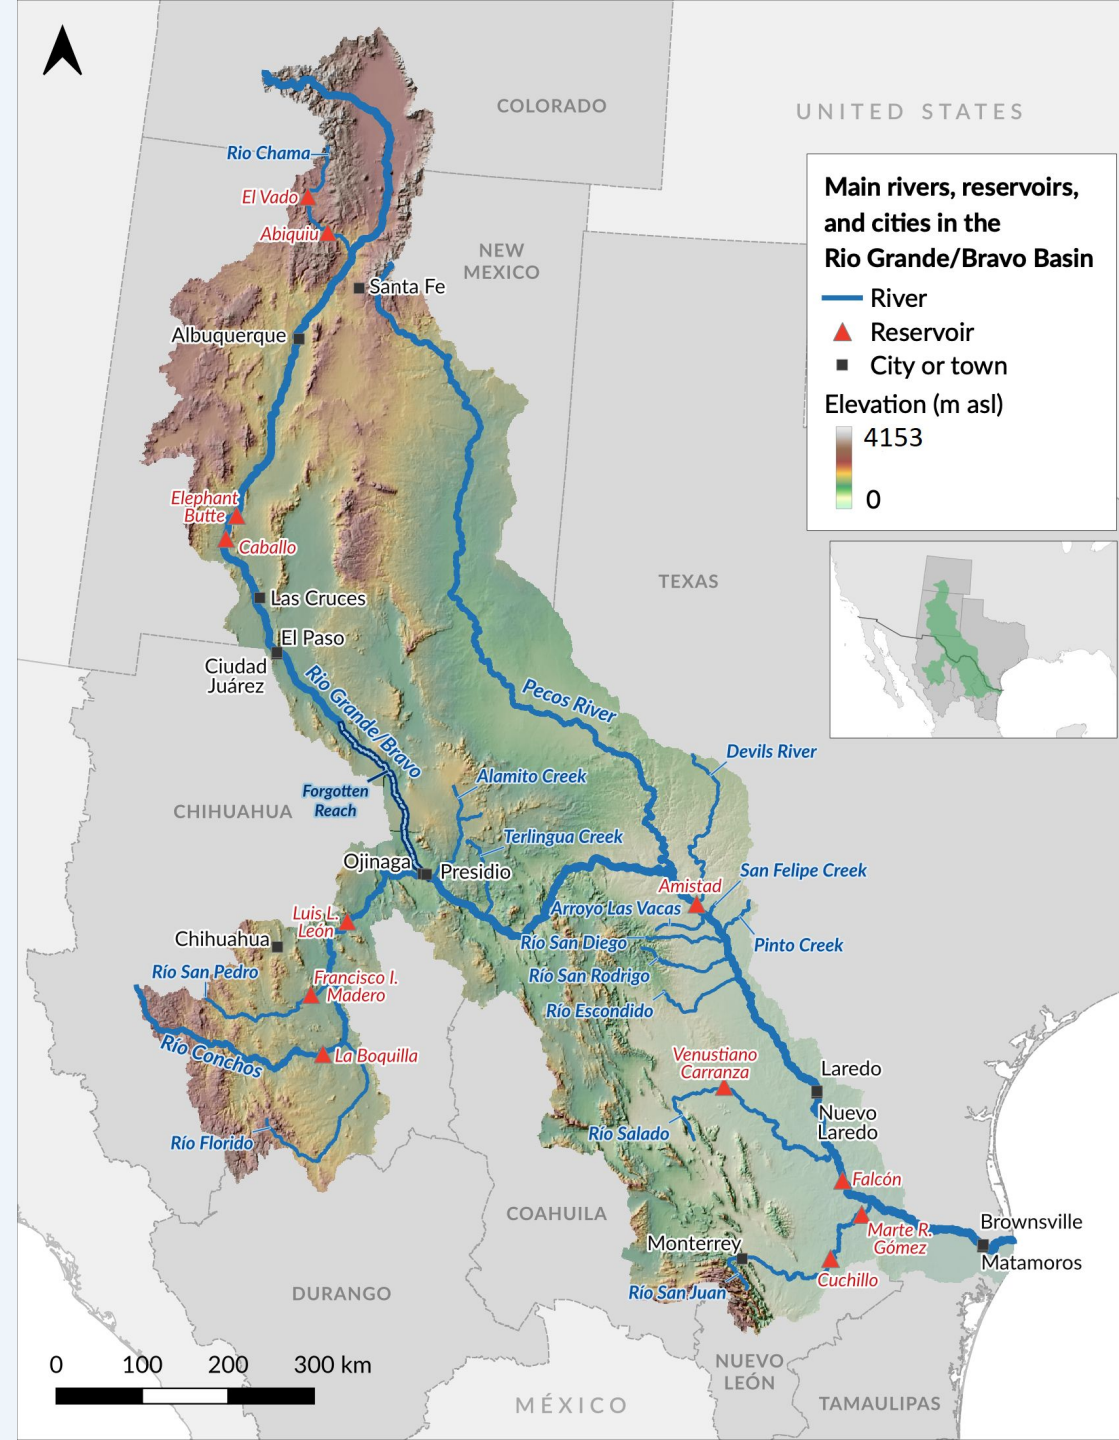 COLORADO
UNITED STATES
Rio Chama
El Vado
Abiquiu
NEW
MEXICO
Santa Fe
Albuquerque
Main rivers, reservoirs,
and cities in the
Rio Grande/Bravo Basin
River
Reservoir
City or town
Elevation (m asl)
4153
0
Elephant
Butte
Caballo
TEXAS
Las Cruces
El Paso
Ciudad
Juárez
Rio Grande/Bravo
Pecos River
Devils River
Forgotten
Reach
Alamito Creek
CHIHUAHUA
Terlingua Creek
Ojinaga
Presidio
San Felipe Creek
Amistad
Arroyo Las Vacas
Luis L.
León
Chihuahua
Río San Diego
Pinto Creek
Río San Pedro
Francisco I.
Madero
Río San Rodrigo
Río Escondido
Río Conchos
La Boquilla
Venustiano
Carranza
Laredo
Nuevo
Laredo
Río Florido
Río Salado
Falcón
COAHUILA
Marte R.
Gómez
Brownsville
Monterrey
Matamoros
Cuchillo
Río San Juan
DURANGO
0 100 200 300 km
NUEVO
LEÓN
MÉXICO
TAMAULIPAS